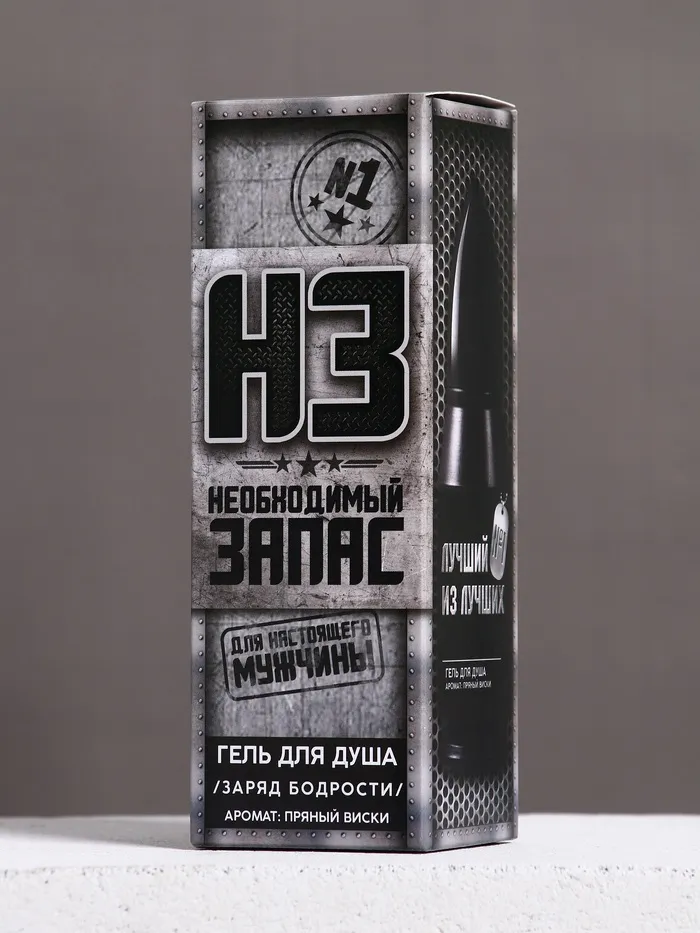 №1
НЗ
НЕОБХОДИМЫЙ
ЗАПАС
ДЛЯ НАСТОЯЩЕГО
МУЖЧИНЫ
ГЕЛЬ ДЛЯ ДУША
/ЗАРЯД БОДРОСТИ/
АРОМАТ: ПРЯНЫЙ ВИСКИ
№1
ЛУЧШИЙ
ИЗ ЛУЧШИХ
ГЕЛЬ ДЛЯ ДУША
АРОМАТ: ПРЯНЫЙ ВИСКИ